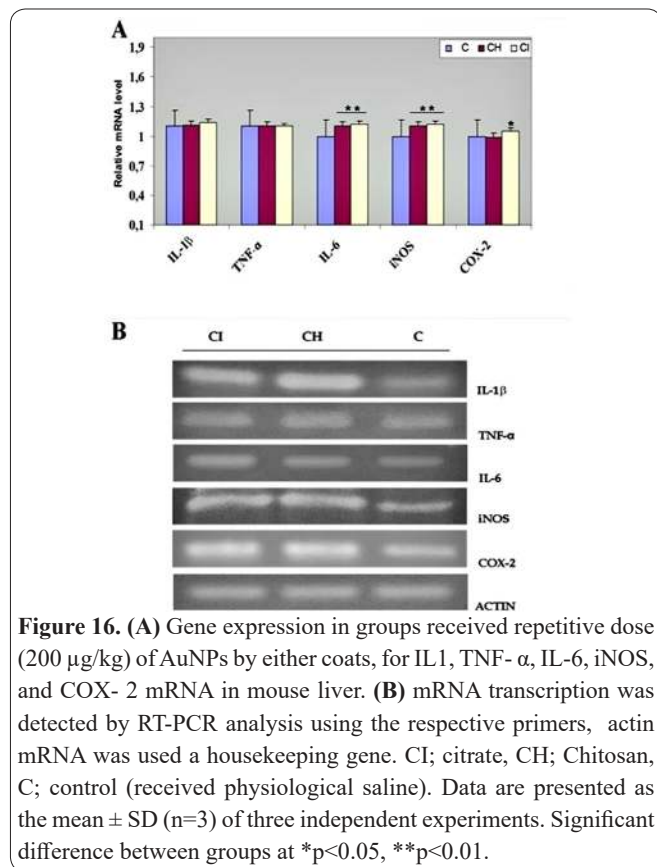 A
C CH CI
1,9
1,6
1,3
1
0,7
0,4
0,1
Relative mRNA level
**
**
*
IL-1β
TNF-α
IL-6
iNOS
COX-2
B
CI CH C
IL-1β
TNF-α
IL-6
iNOS
COX-2
ACTIN
Figure 16. (A) Gene expression in groups received repetitive dose
(200 µg/kg) of AuNPs by either coats, for IL1, TNF- α, IL-6, iNOS,
and COX- 2 mRNA in mouse liver. (B) mRNA transcription was
detected by RT-PCR analysis using the respective primers, actin
mRNA was used a housekeeping gene. CI; citrate, CH; Chitosan,
C; control (received physiological saline). Data are presented as
the mean ± SD (n=3) of three independent experiments. Significant
difference between groups at *p<0.05, **p<0.01.